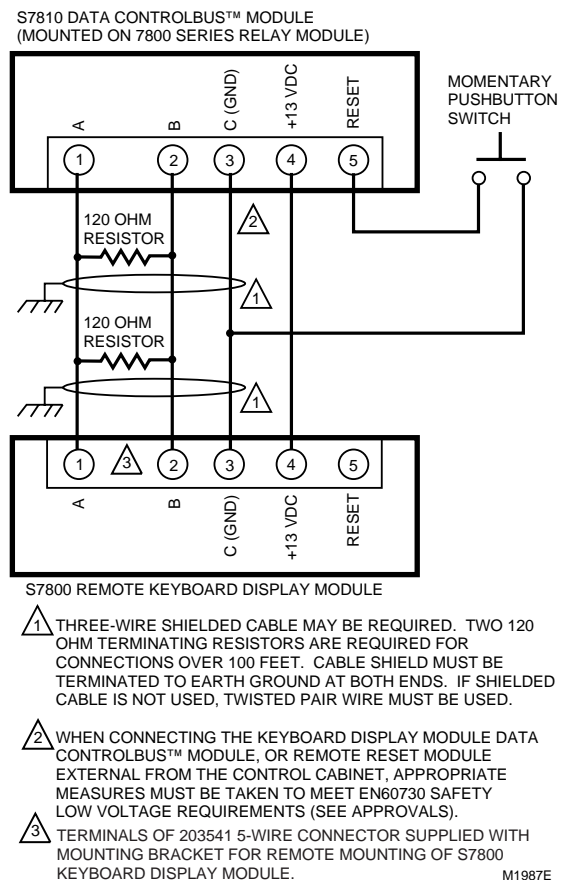 S7810 DATA CONTROLBUS™ MODULE
(MOUNTED ON 7800 SERIES RELAY MODULE)
MOMENTARY
PUSHBUTTON
SWITCH
A
B
C (GND)
+13 VDC
RESET
1
2
3
4
5
120 OHM
RESISTOR
2
1
120 OHM
RESISTOR
1
1
3
2
3
4
5
A
B
C (GND)
+13 VDC
RESET
S7800 REMOTE KEYBOARD DISPLAY MODULE
1 THREE-WIRE SHIELDED CABLE MAY BE REQUIRED. TWO 120
OHM TERMINATING RESISTORS ARE REQUIRED FOR
CONNECTIONS OVER 100 FEET. CABLE SHIELD MUST BE
TERMINATED TO EARTH GROUND AT BOTH ENDS. IF SHIELDED
CABLE IS NOT USED, TWISTED PAIR WIRE MUST BE USED.
2 WHEN CONNECTING THE KEYBOARD DISPLAY MODULE DATA
CONTROLBUS™ MODULE, OR REMOTE RESET MODULE
EXTERNAL FROM THE CONTROL CABINET, APPROPRIATE
MEASURES MUST BE TAKEN TO MEET EN60730 SAFETY
LOW VOLTAGE REQUIREMENTS (SEE APPROVALS).
3 TERMINALS OF 203541 5-WIRE CONNECTOR SUPPLIED WITH
MOUNTING BRACKET FOR REMOTE MOUNTING OF S7800
KEYBOARD DISPLAY MODULE.
M1987E